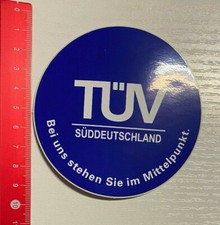 TÜV
SÜDDEUTSCHLAND
Bei uns stehen Sie im Mittelpunkt.